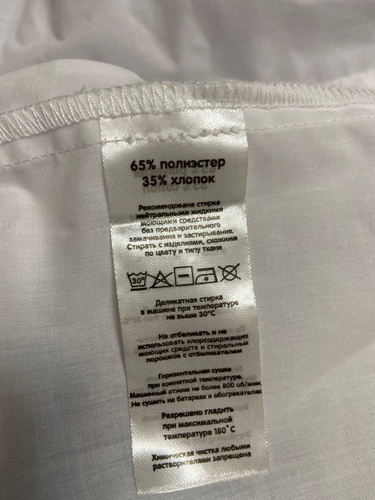 65% полиэстер
35% хлопок
Рекомендована стирка
нейтральными жидкими
моющими средствами
без предварительного
замачивания и застирывания.
Стирать с изделиями, схожими
по цвету и типу ткани
30°
Деликатная стирка
в машине при температуре
не выше 30°C
Не отбеливать и не
использовать хлорсодержащих
моющих средств и стиральных
порошков с отбеливателем
Горизонтальная сушка
при комнатной температуре.
Машинный отжим не более 800 об/мин.
Не сушить на батареях и обогревателях
Разрешено гладить
при максимальной
температуре 180°C
Химическая чистка любыми
растворами запрещена